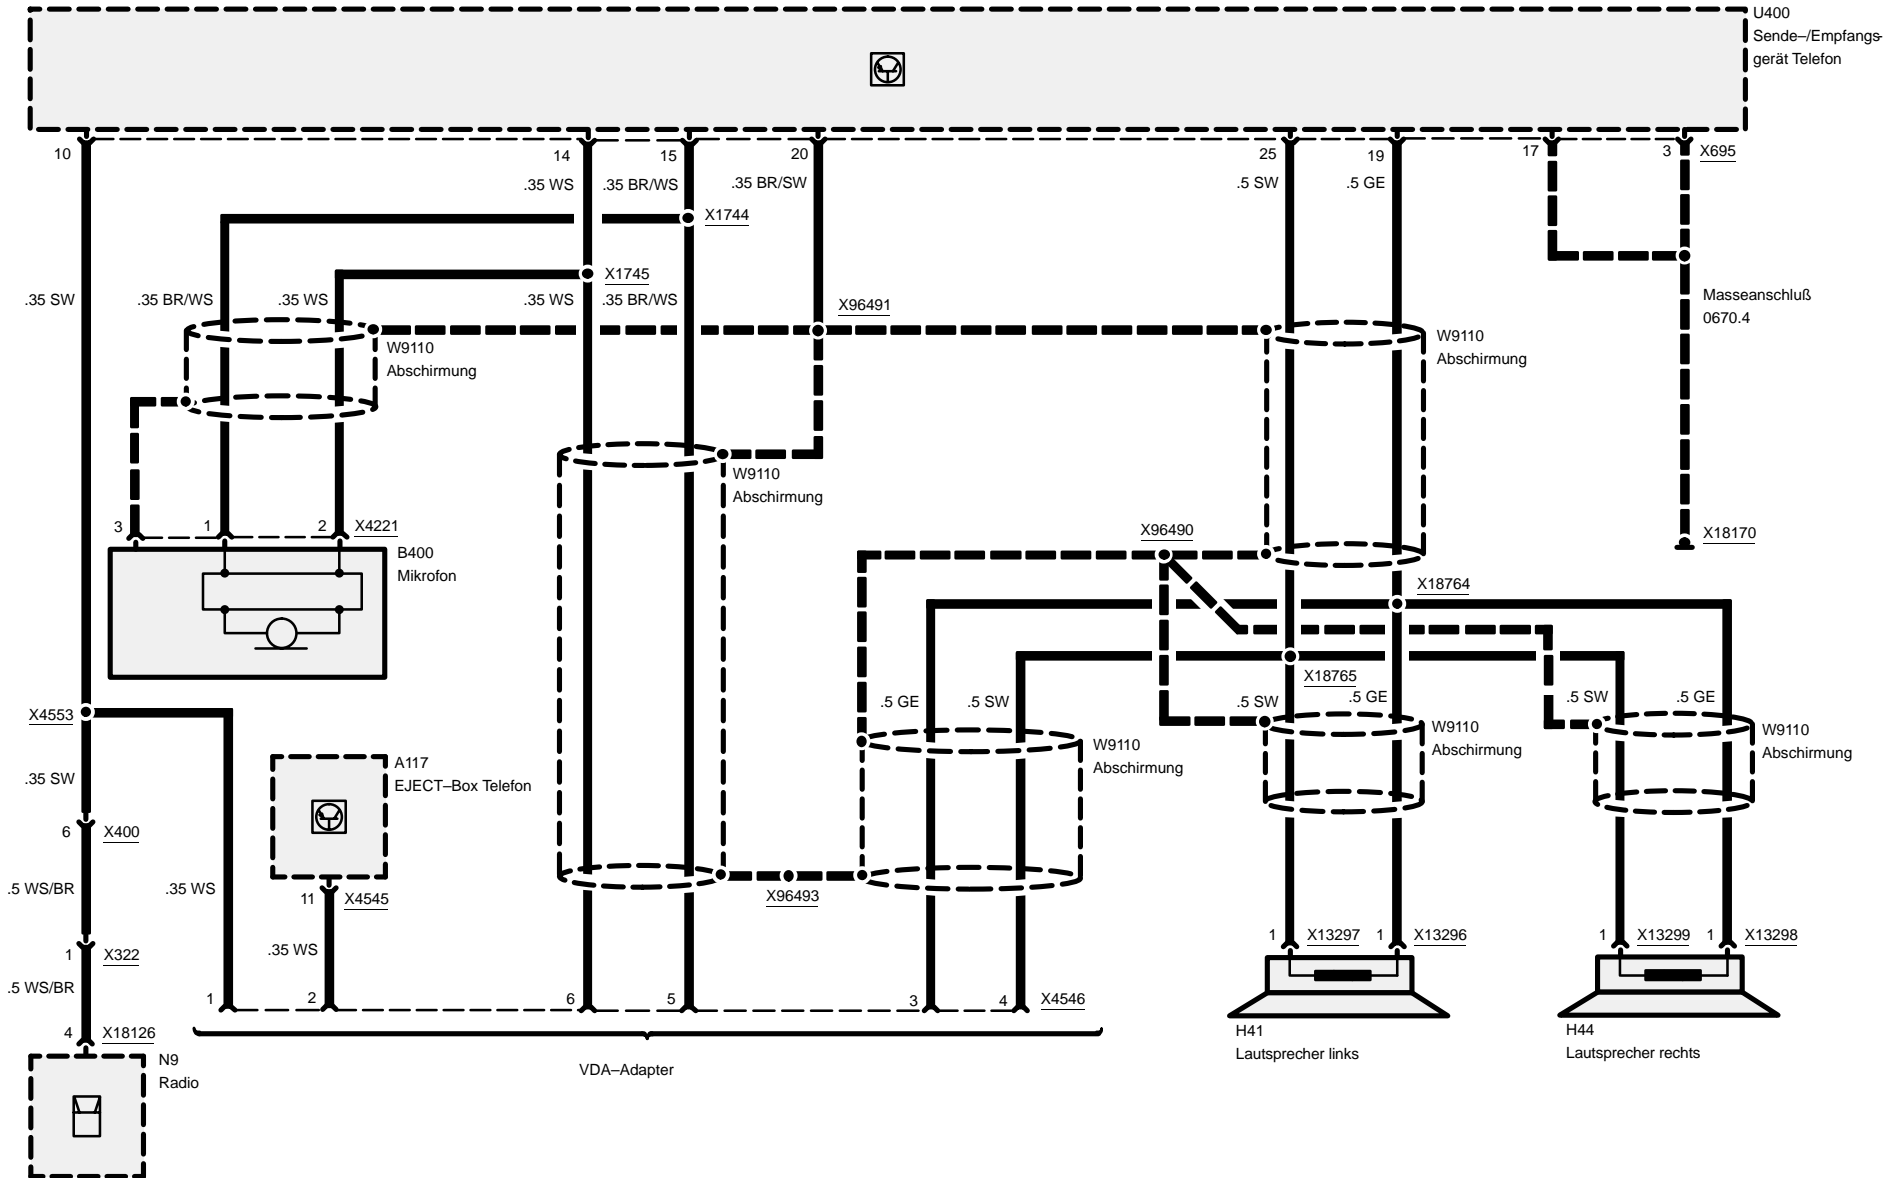 U400
Sende–/Empfangs-
gerät Telefon
10
14
15
20
25
19
17
3
X695
.35 WS
.35 BR/WS
.35 BR/SW
.5 SW
.5 GE
X1744
X1745
.35 SW
.35 BR/WS
.35 WS
.35 WS
.35 BR/WS
X96491
Masseanschluß
0670.4
W9110
Abschirmung
W9110
Abschirmung
W9110
Abschirmung
3
1
2
X4221
X96490
X18170
B400
Mikrofon
X18764
X18765
X4553
.5 GE
.5 SW
.5 SW
.5 GE
.5 SW
.5 GE
W9110
Abschirmung
W9110
Abschirmung
W9110
Abschirmung
A117
EJECT–Box Telefon
.35 SW
6
X400
.5 WS/BR
.35 WS
11
X4545
X96493
.35 WS
1
X322
1
X13297
1
X13296
1
X13299
1
X13298
.5 WS/BR
1
2
6
5
3
4
X4546
4
X18126
H41
Lautsprecher links
H44
Lautsprecher rechts
N9
Radio
VDA–Adapter